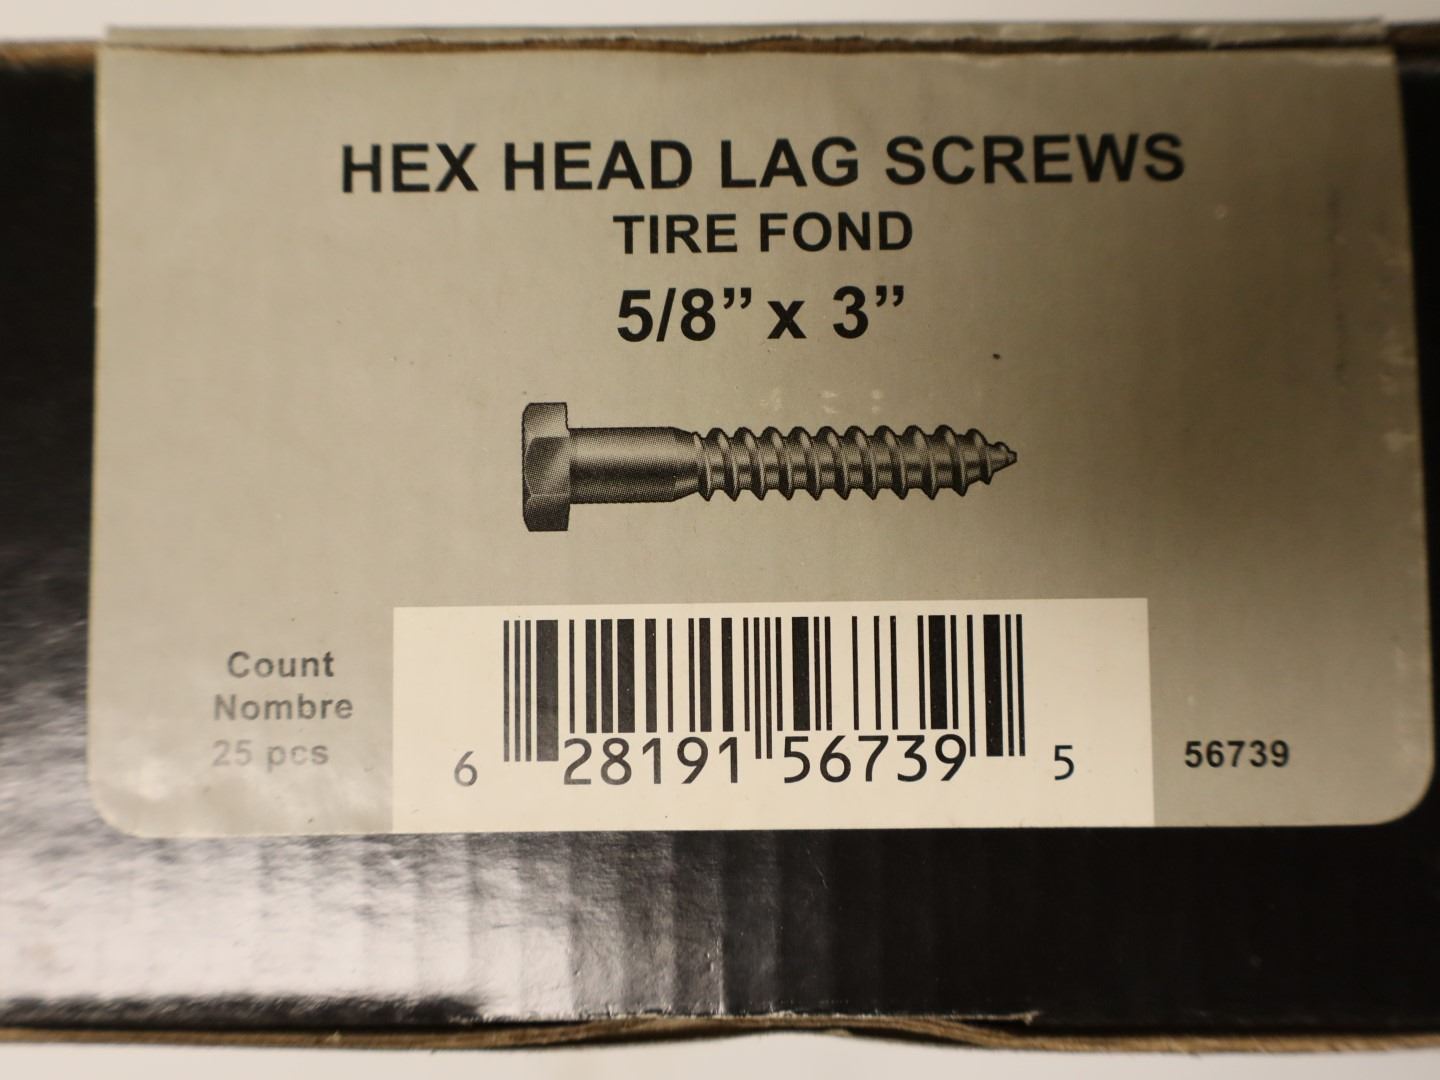 HEX HEAD LAG SCREWS
TIRE FOND
5/8” x 3”
Count
Nombre
25 pcs
6 28191 56739 5
56739